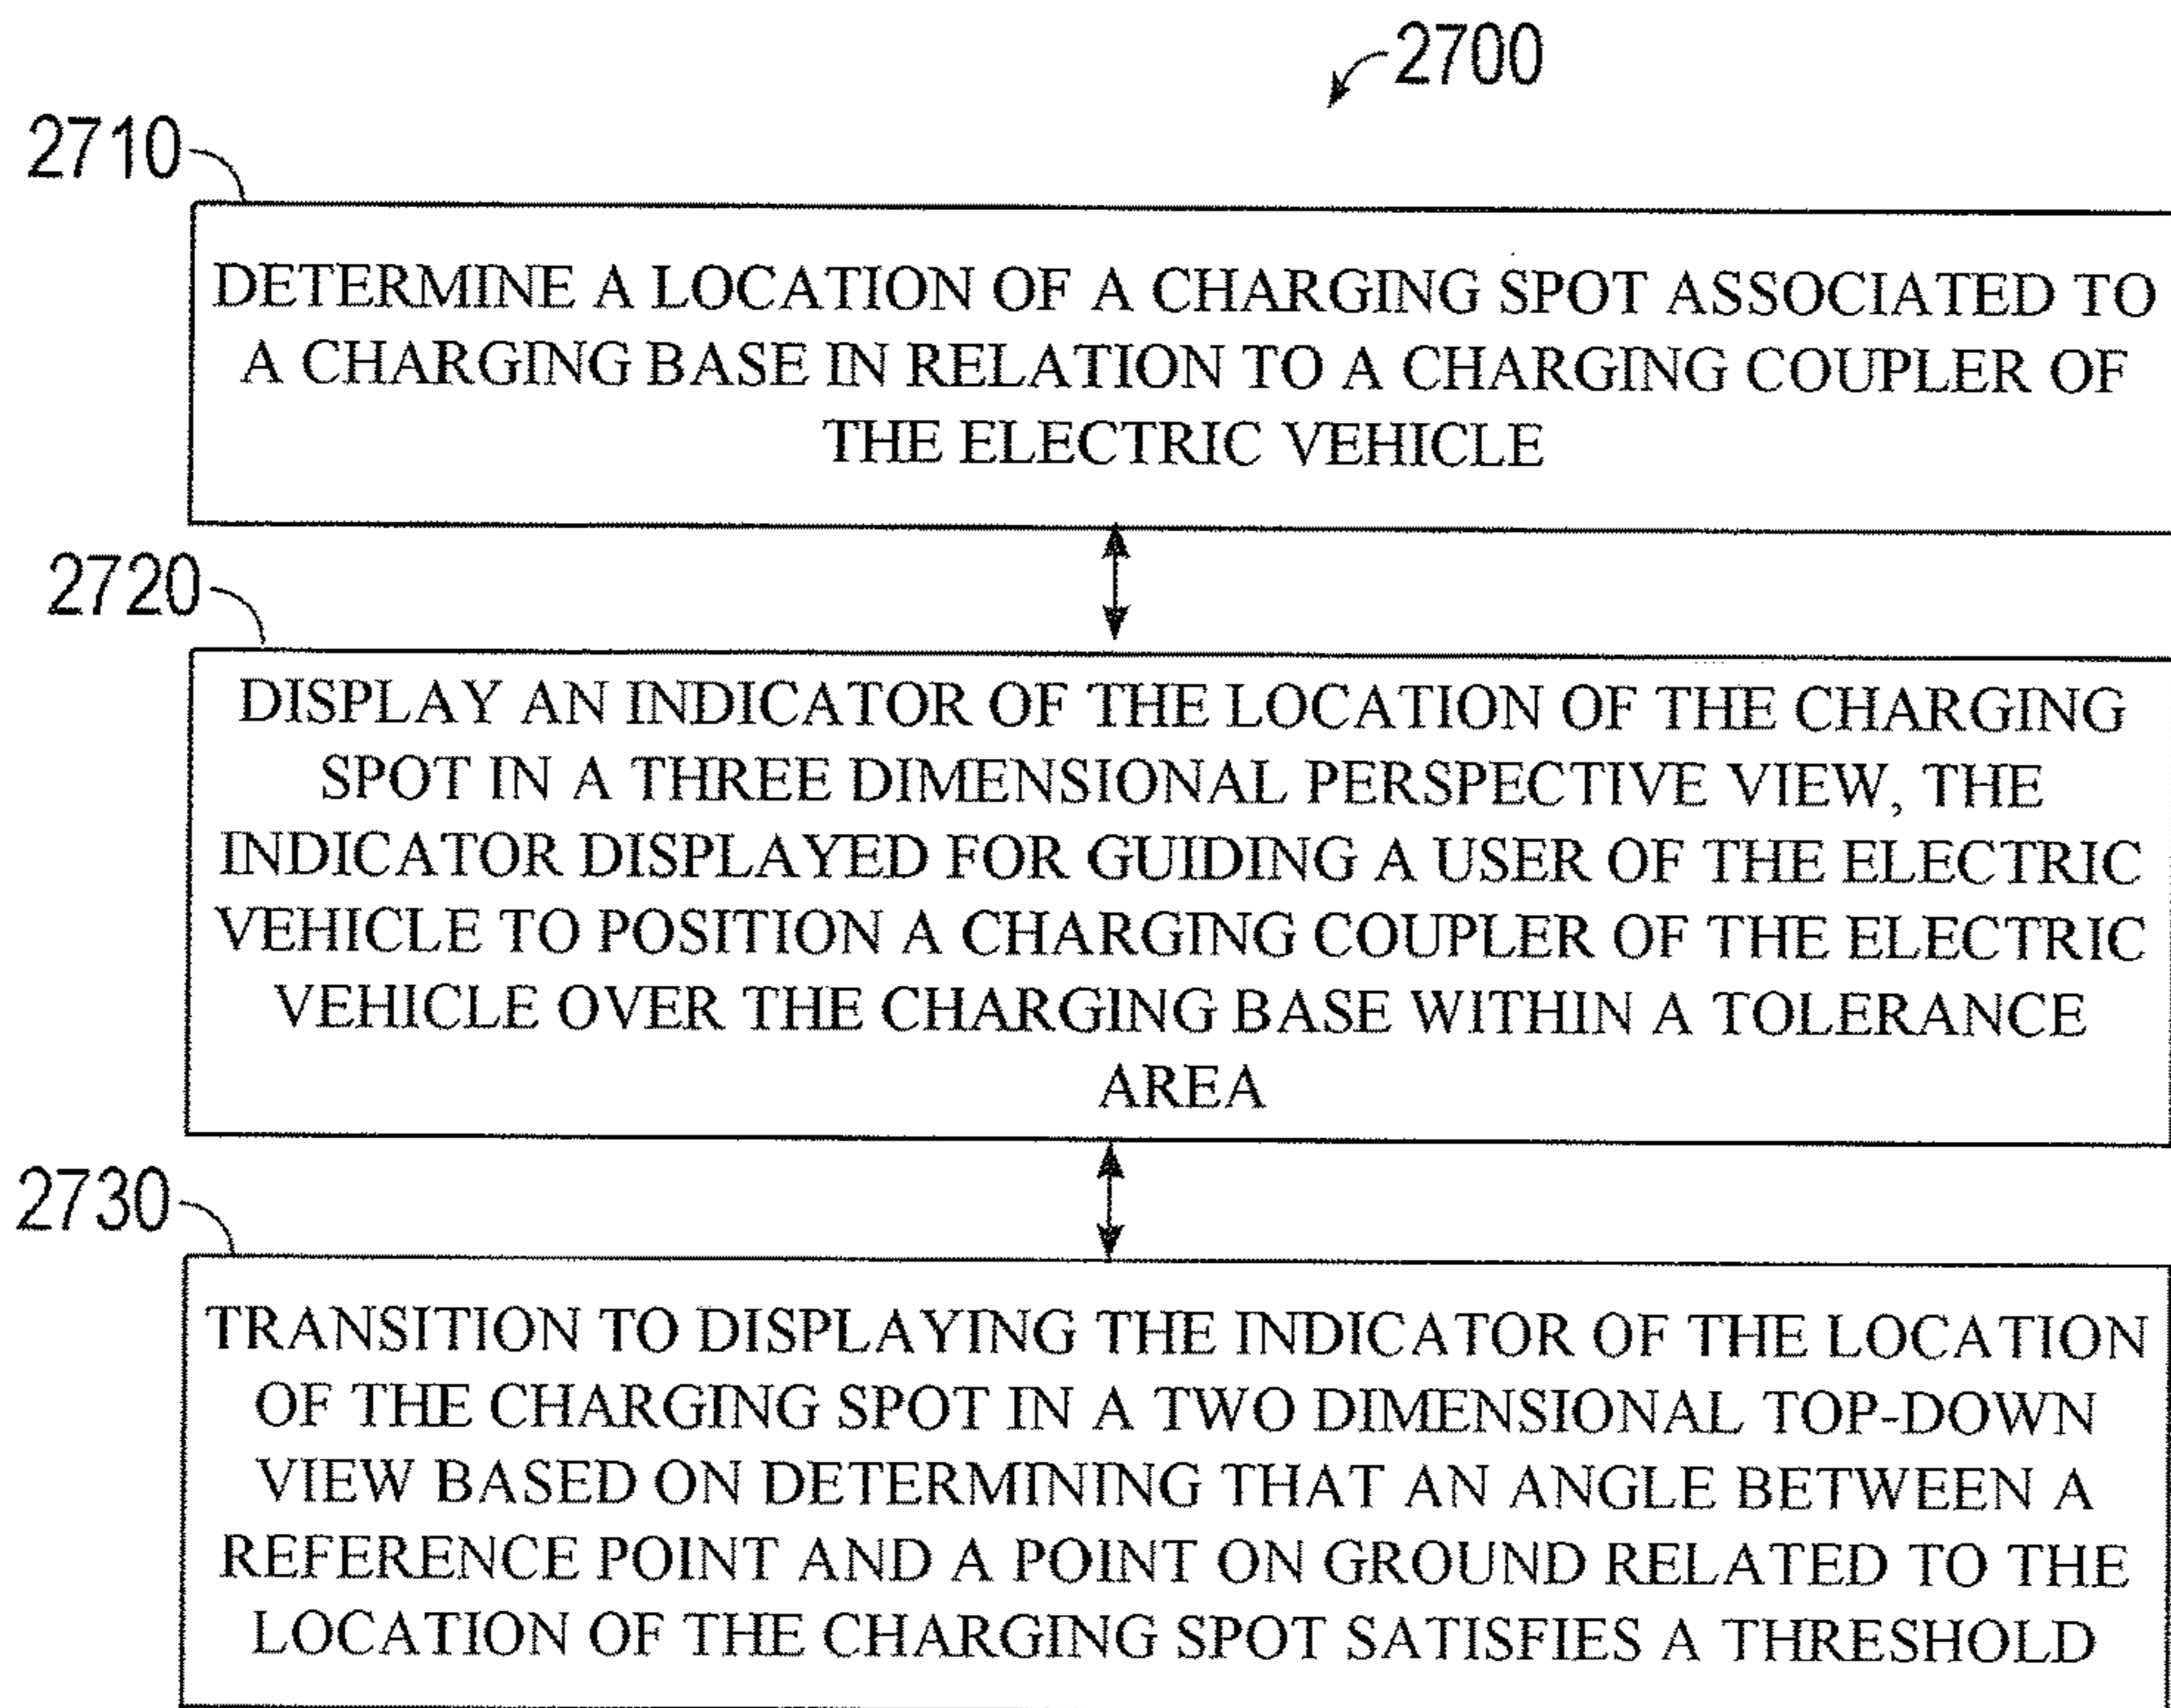 2700
2710
DETERMINE A LOCATION OF A CHARGING SPOT ASSOCIATED TO
A CHARGING BASE IN RELATION TO A CHARGING COUPLER OF
THE ELECTRIC VEHICLE
2720
DISPLAY AN INDICATOR OF THE LOCATION OF THE CHARGING
SPOT IN A THREE DIMENSIONAL PERSPECTIVE VIEW, THE
INDICATOR DISPLAYED FOR GUIDING A USER OF THE ELECTRIC
VEHICLE TO POSITION A CHARGING COUPLER OF THE ELECTRIC
VEHICLE OVER THE CHARGING BASE WITHIN A TOLERANCE
AREA
2730
TRANSITION TO DISPLAYING THE INDICATOR OF THE LOCATION
OF THE CHARGING SPOT IN A TWO DIMENSIONAL TOP-DOWN
VIEW BASED ON DETERMINING THAT AN ANGLE BETWEEN A
REFERENCE POINT AND A POINT ON GROUND RELATED TO THE
LOCATION OF THE CHARGING SPOT SATISFIES A THRESHOLD